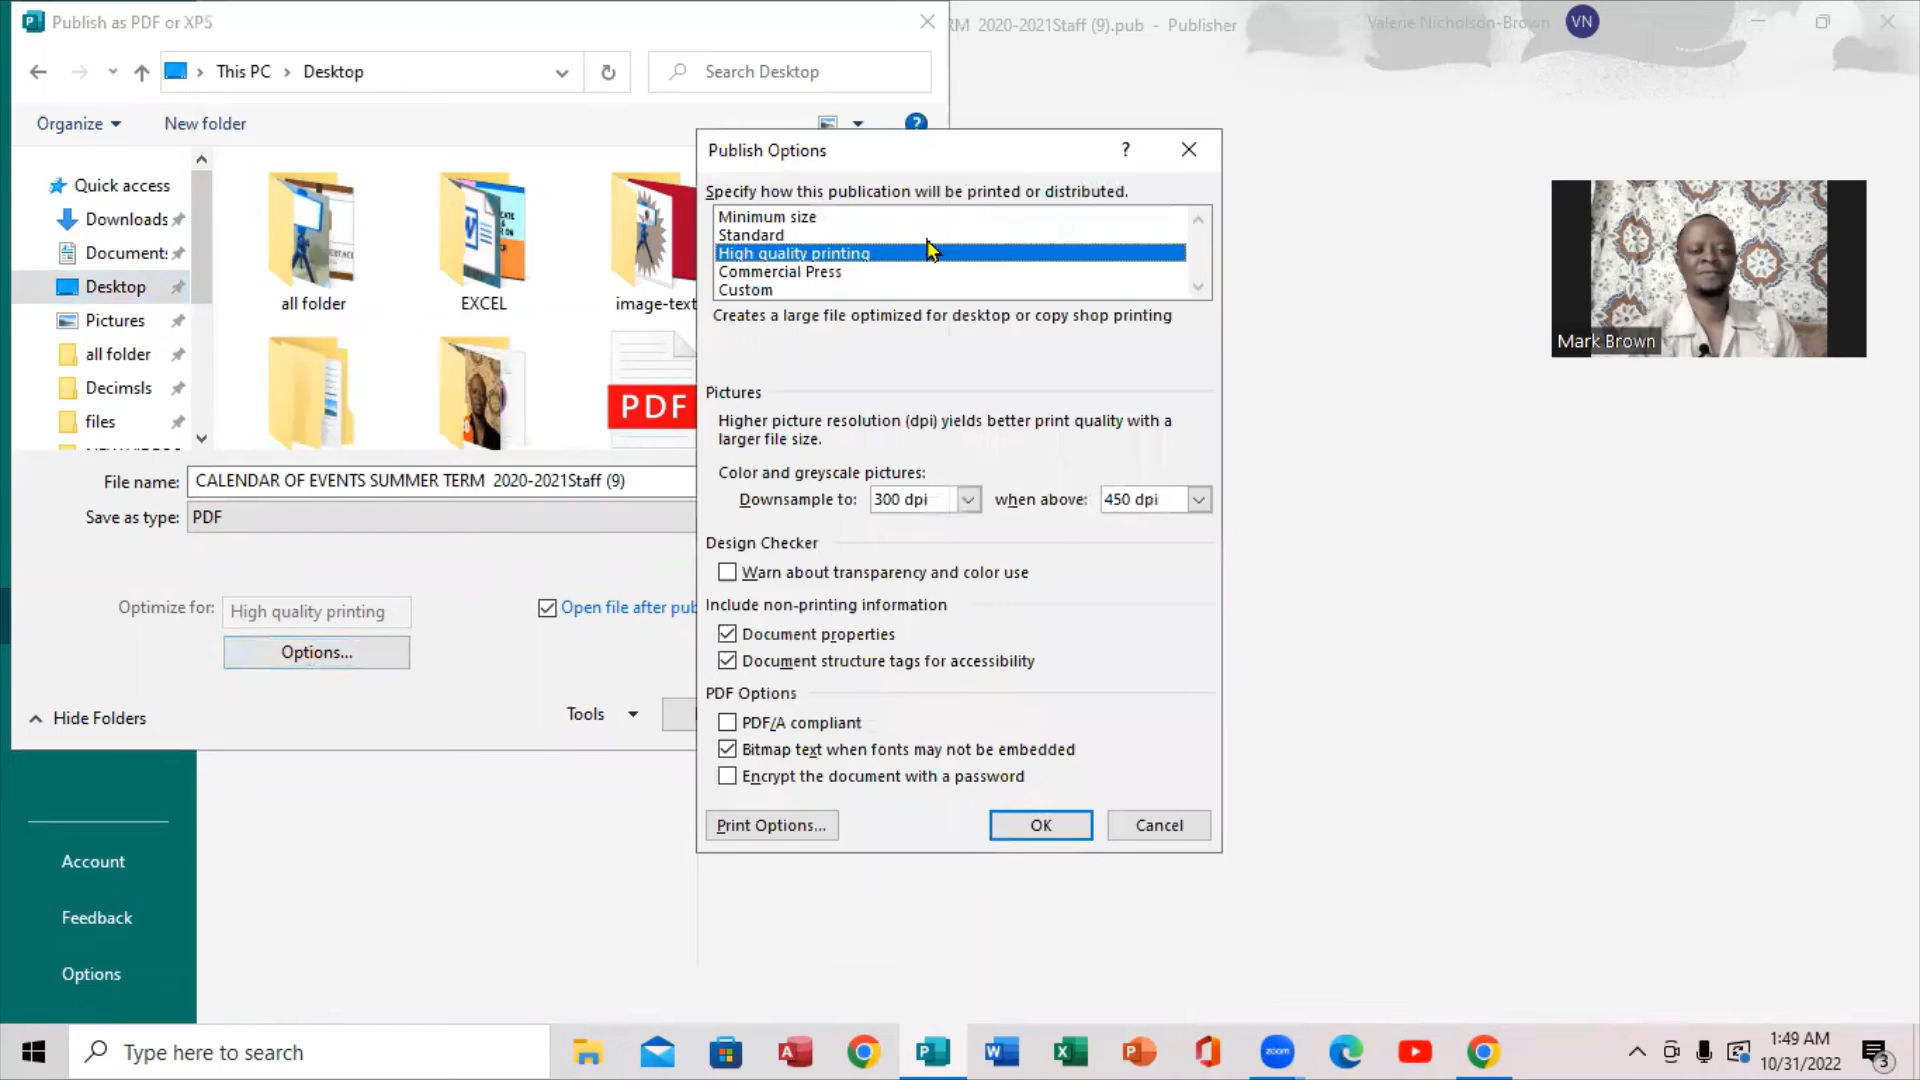 Publish as PDF or XPS
RM 2020-2021Staff (9).pub - Publisher
Valerie Nicholson-Brown
VN
This PC
Desktop
Search Desktop
Organize
New folder
?
Quick access
Downloads
Document:
Desktop
Pictures
all folder
Decimsls
files
all folder
EXCEL
image-text
PDF
File name:
CALENDAR OF EVENTS SUMMER TERM 2020-2021Staff (9)
Save as type:
PDF
Optimize for:
High quality printing
Open file after pub
Options...
Hide Folders
Tools
Publish Options
?
Specify how this publication will be printed or distributed.
Minimum size
Standard
High quality printing
Commercial Press
Custom
Creates a large file optimized for desktop or copy shop printing
Pictures
Higher picture resolution (dpi) yields better print quality with a
larger file size.
Color and greyscale pictures:
Downsample to:
300 dpi
when above:
450 dpi
Design Checker
Warn about transparency and color use
Include non-printing information
Document properties
Document structure tags for accessibility
PDF Options
PDF/A compliant
Bitmap text when fonts may not be embedded
Encrypt the document with a password
Print Options...
OK
Cancel
Mark Brown
Account
Feedback
Options
Type here to search
zoom
1:49 AM
10/31/2022
3